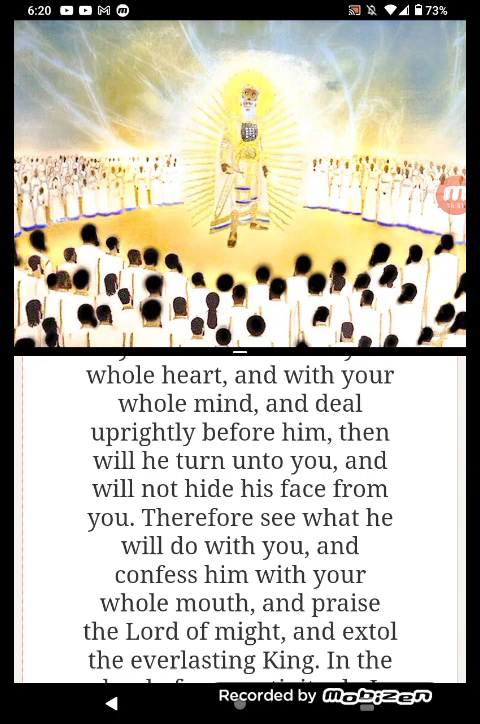 6:20
73%
16:31
whole heart, and with your
whole mind, and deal
uprightly before him, then
will he turn unto you, and
will not hide his face from
you. Therefore see what he
will do with you, and
confess him with your
whole mouth, and praise
the Lord of might, and extol
the everlasting King. In the
Recorded by mobizen